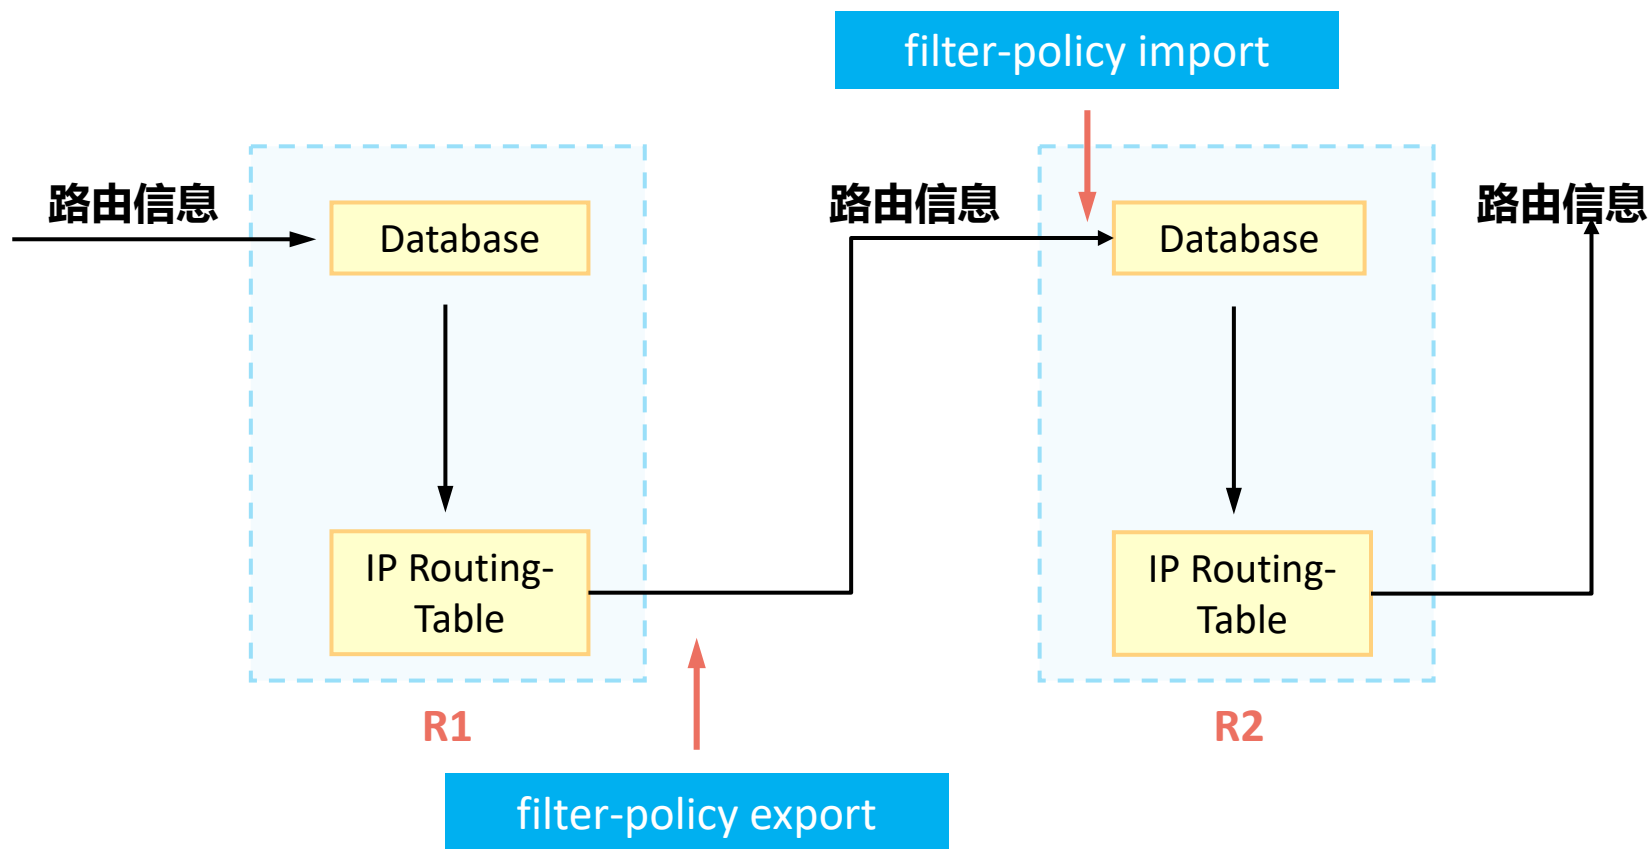 filter-policy import
路由信息
路由信息
路由信息
Database
Database
IP Routing-
Table
IP Routing-
Table
R1
R2
filter-policy export